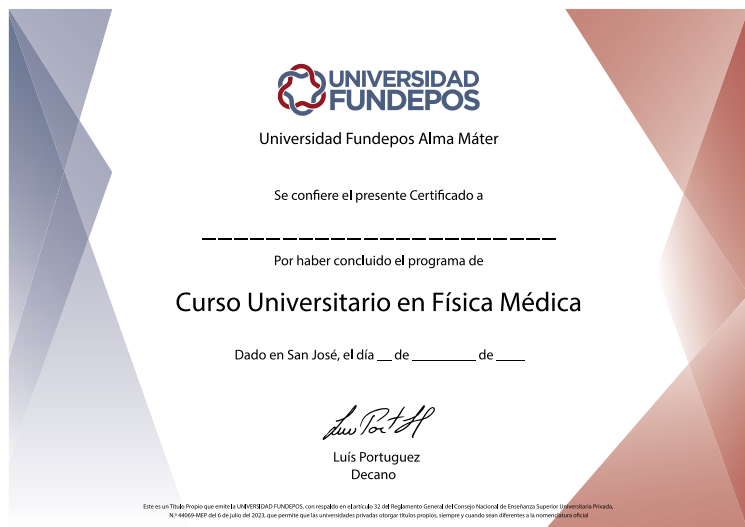 UNIVERSIDAD
FUNDEPOS
Universidad Fundepos Alma Máter
Se confiere el presente Certificado a
Por haber concluido el programa de
Curso Universitario en Física Médica
Dado en San José, el día __ de ________ de ____
Luís Portuguez
Decano
Este es un Título Propio que emite la UNIVERSIDAD FUNDEPOS, con respaldo en el artículo 32 del Reglamento General del Consejo Nacional de Enseñanza Superior Universitaria Privada,
N.º 44069-MEP del 6 de julio del 2023, que permite que las universidades privadas otorgar títulos propios, siempre y cuando sean diferentes a la nomenclatura oficial